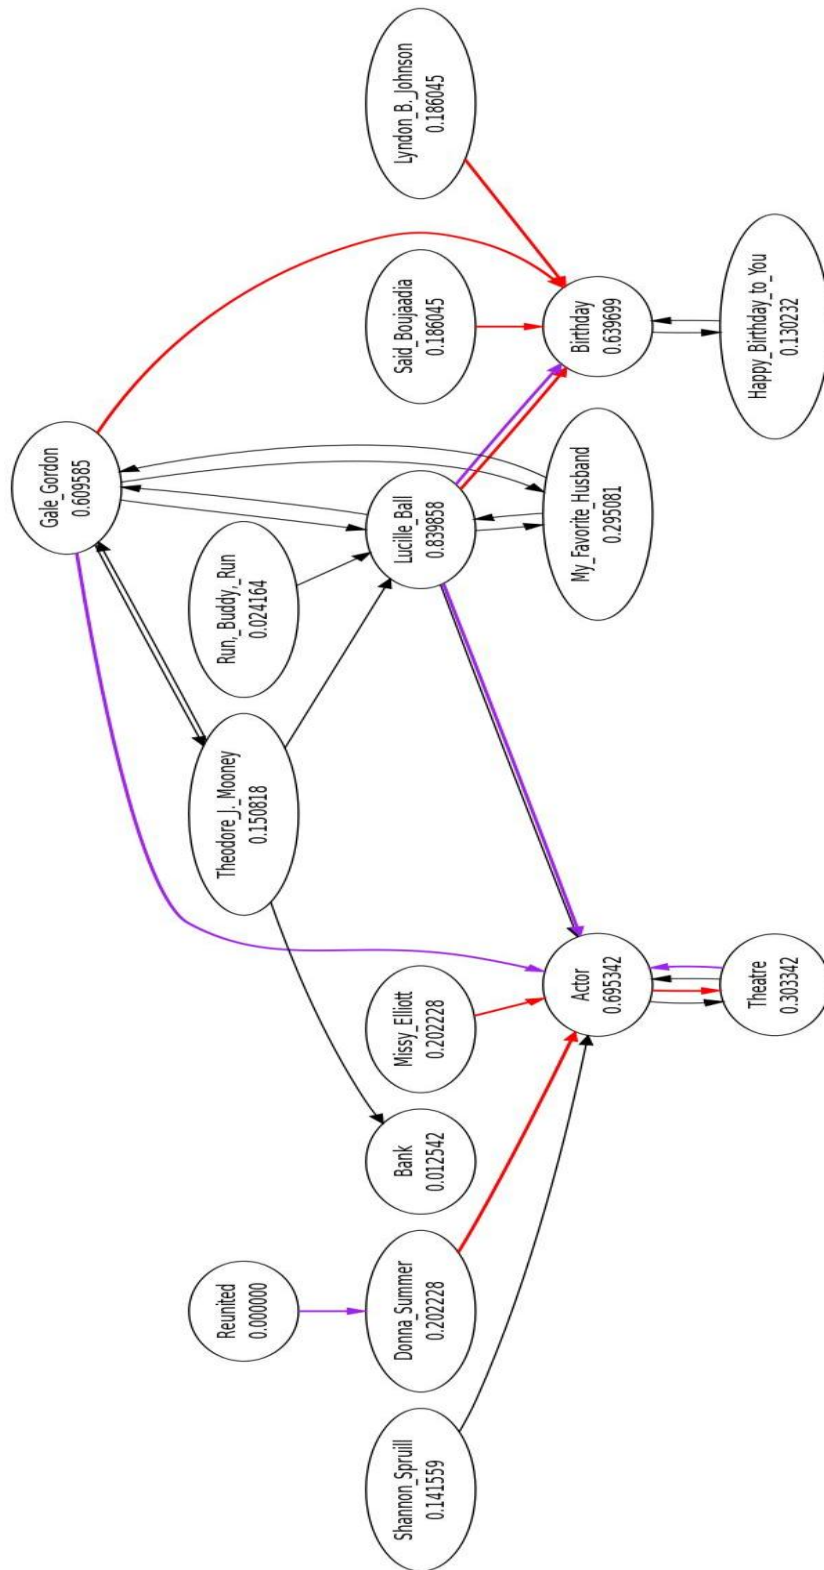 Gale_Gordon
0.609585
Reunited
0.000000
Theodore_J._Mooney
0.150818
Run,_Buddy,_Run
0.024164
Shannon_Spruill
0.141559
Donna_Summer
0.202228
Bank
0.012542
Missy_Elliott
0.202228
Lucille_Ball
0.839858
Said_Boujaadia
0.186045
Lyndon_B._Johnson
0.186045
Actor
0.695342
My_Favorite_Husband
0.295081
Birthday
0.639699
Theatre
0.303342
Happy_Birthday_to_You
0.130232